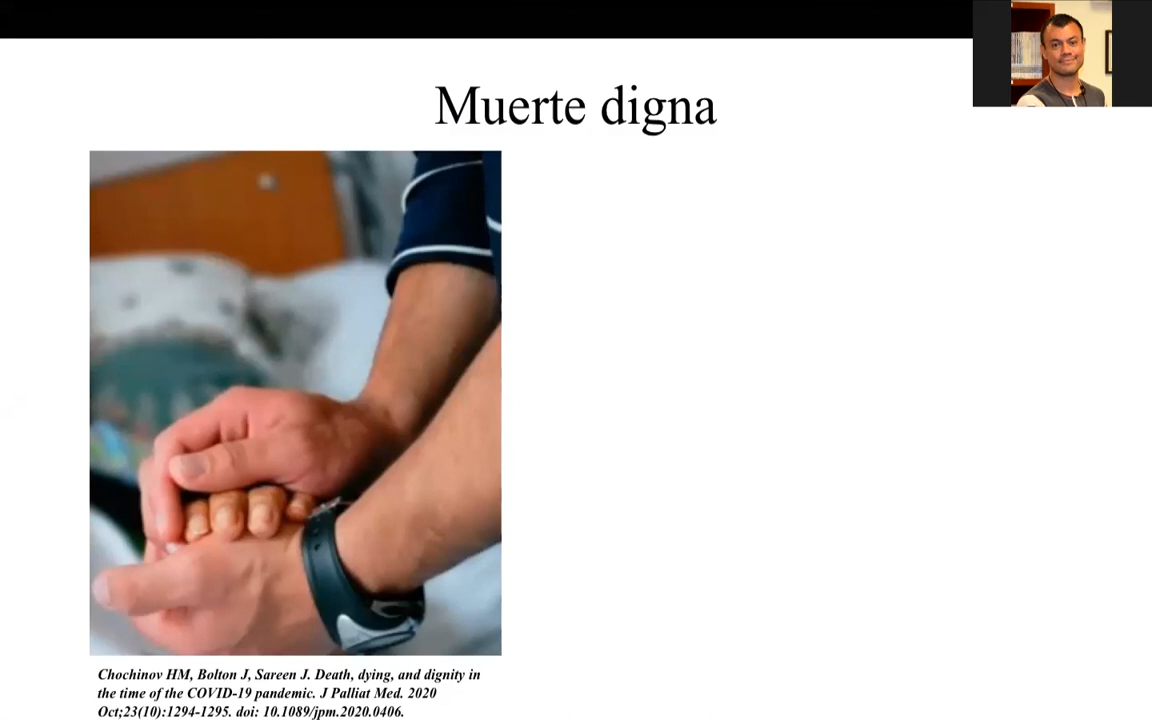 Muerte digna
Chochinov HM, Bolton J, Sareen J. Death, dying, and dignity in
the time of the COVID-19 pandemic. J Palliat Med. 2020
Oct;23(10):1294-1295. doi: 10.1089/jpm.2020.0406.